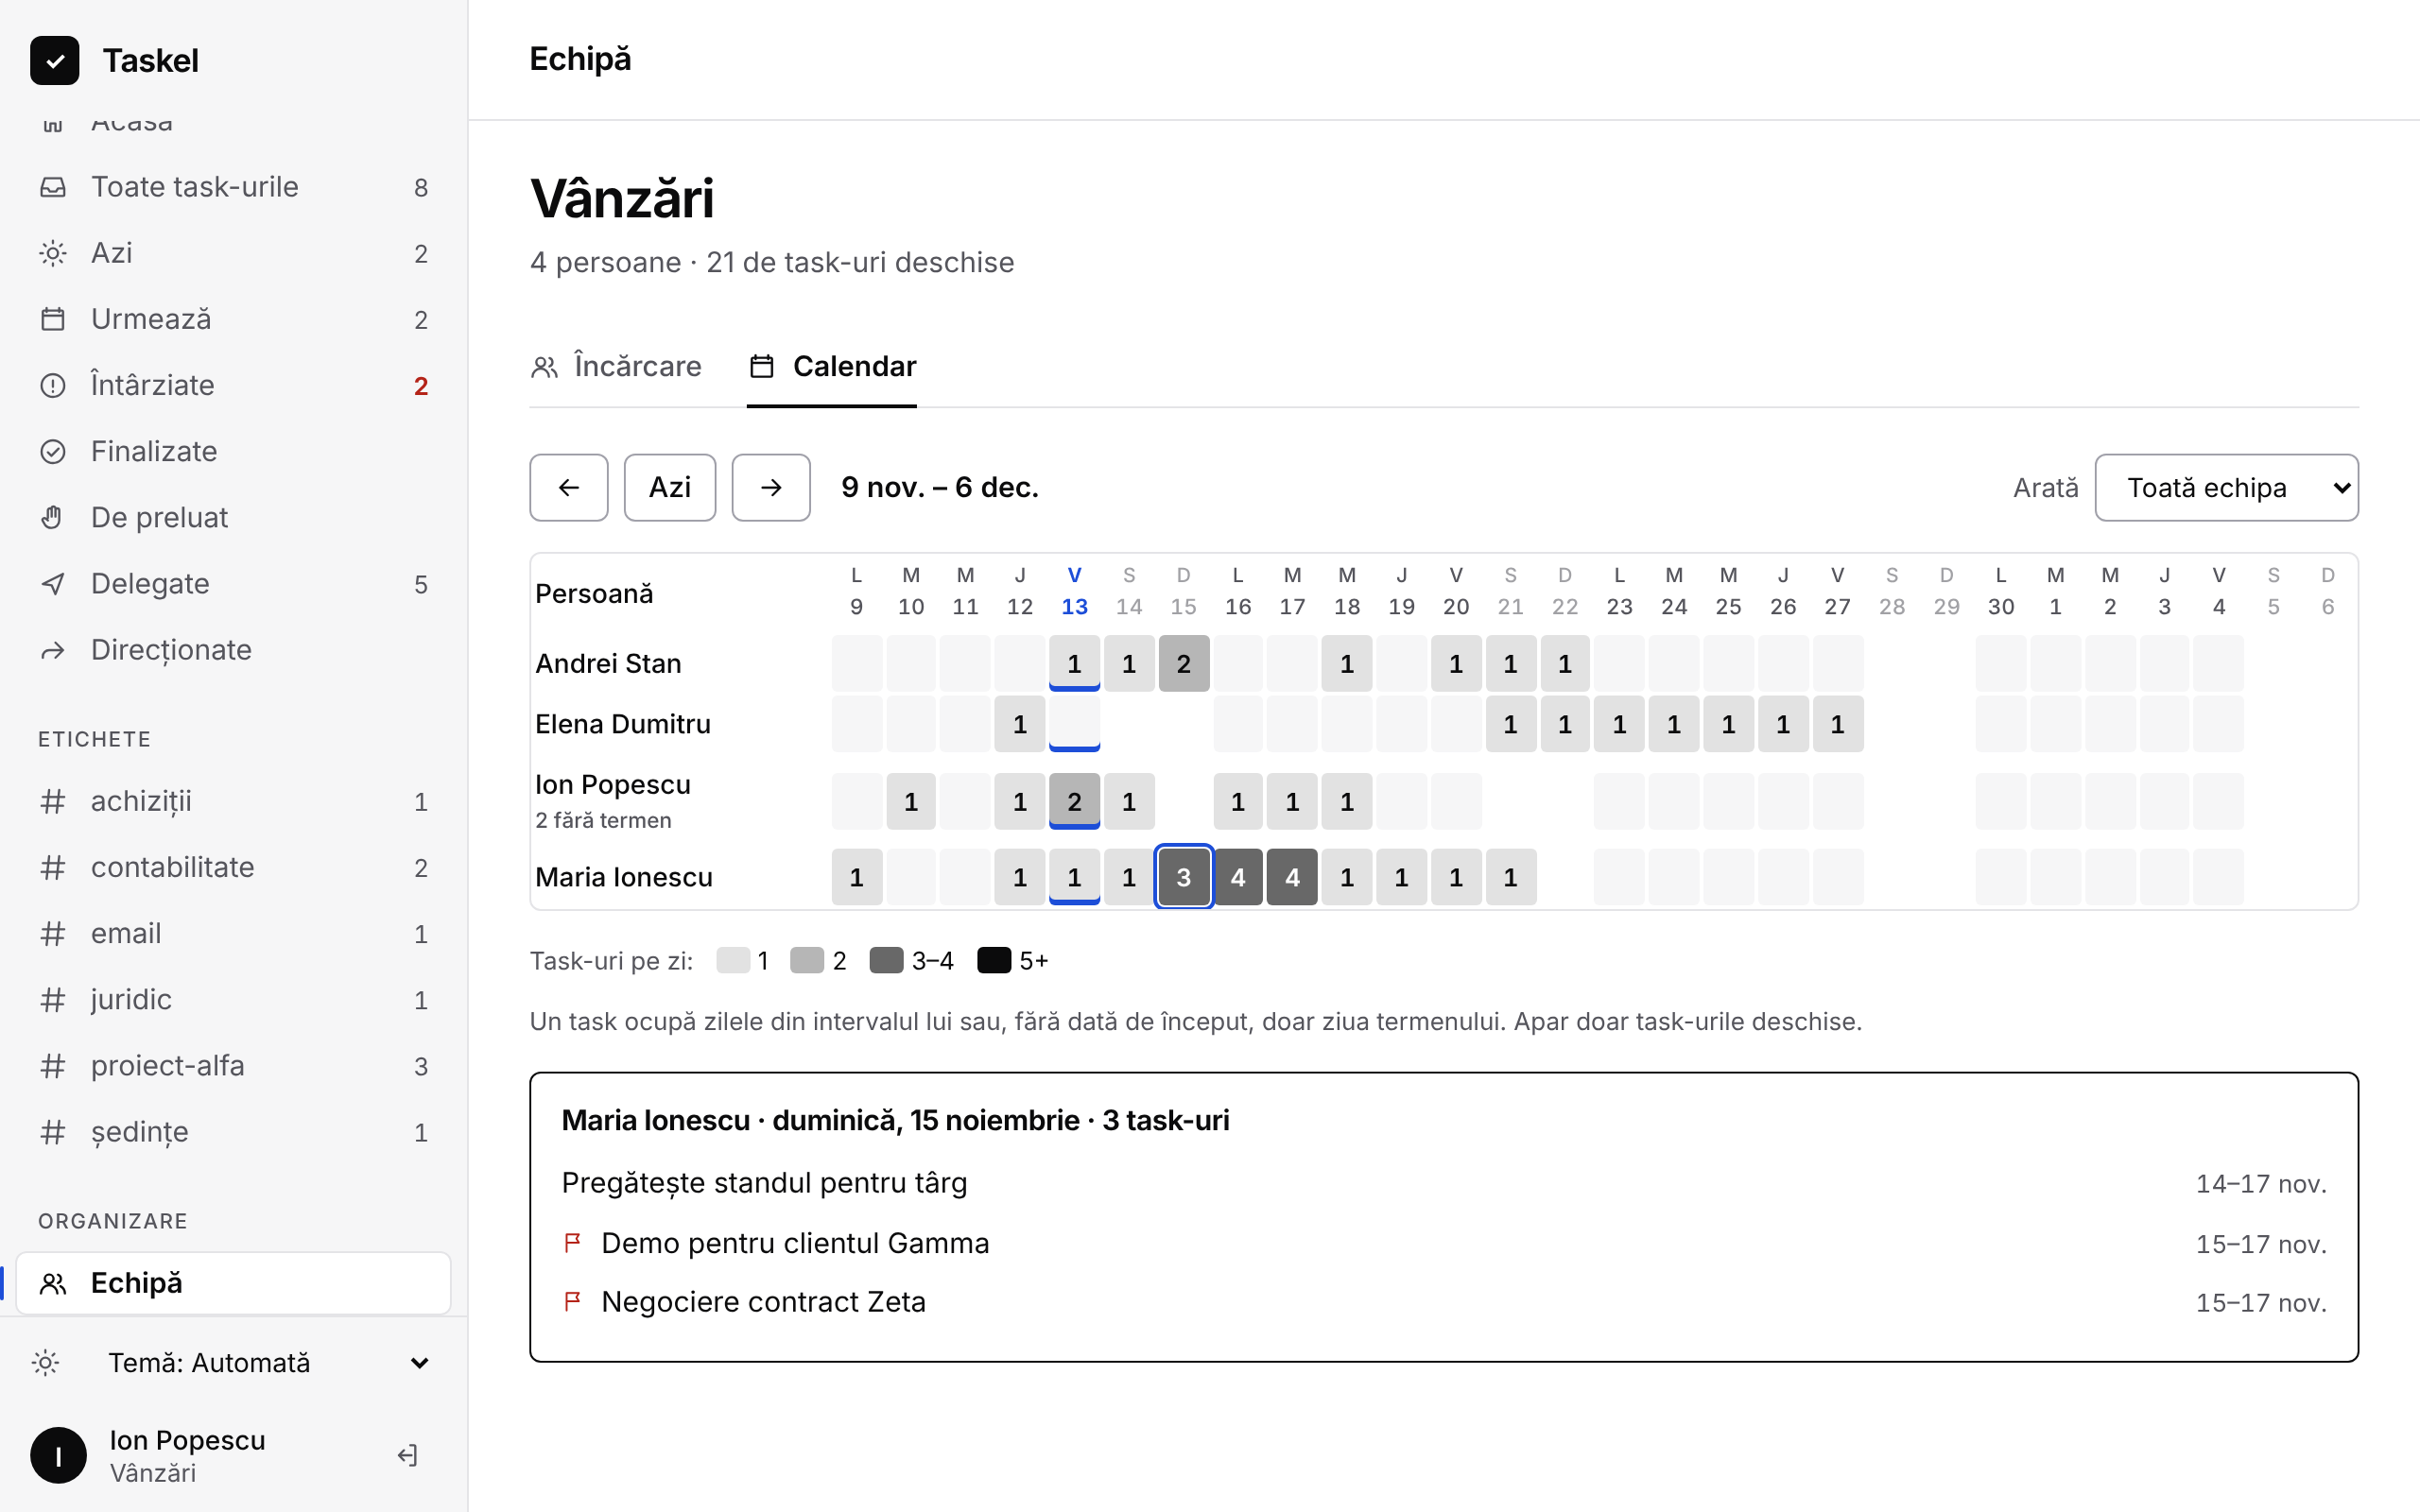 Taskel
Acasă
Toate task-urile 8
Azi 2
Urmează 2
Întârziate 2
Finalizate
De preluat
Delegate 5
Direcționate
ETICHETE
# achiziții 1
# contabilitate 2
# email 1
# juridic 1
# proiect-alfa 3
# ședințe 1
ORGANIZARE
Echipă
Temă: Automată
I
Ion Popescu
Vânzări
Echipă
Vânzări
4 persoane · 21 de task-uri deschise
Încărcare Calendar
← Azi → 9 nov. – 6 dec. Arată Toată echipa
Persoană
L M M J V S D L M M J V S D L M M J V S D L M M J V S D
9 10 11 12 13 14 15 16 17 18 19 20 21 22 23 24 25 26 27 28 29 30 1 2 3 4 5 6
Andrei Stan 1 1 2 1 1 1 1
Elena Dumitru 1 1 1 1 1 1 1 1
Ion Popescu 1 1 2 1 1 1 1
2 fără termen
Maria Ionescu 1 1 1 1 3 4 4 1 1 1 1
Task-uri pe zi: 1 2 3–4 5+
Un task ocupă zilele din intervalul lui sau, fără dată de început, doar ziua termenului. Apar doar task-urile deschise.
Maria Ionescu · duminică, 15 noiembrie · 3 task-uri
Pregătește standul pentru târg 14–17 nov.
Demo pentru clientul Gamma 15–17 nov.
Negociere contract Zeta 15–17 nov.